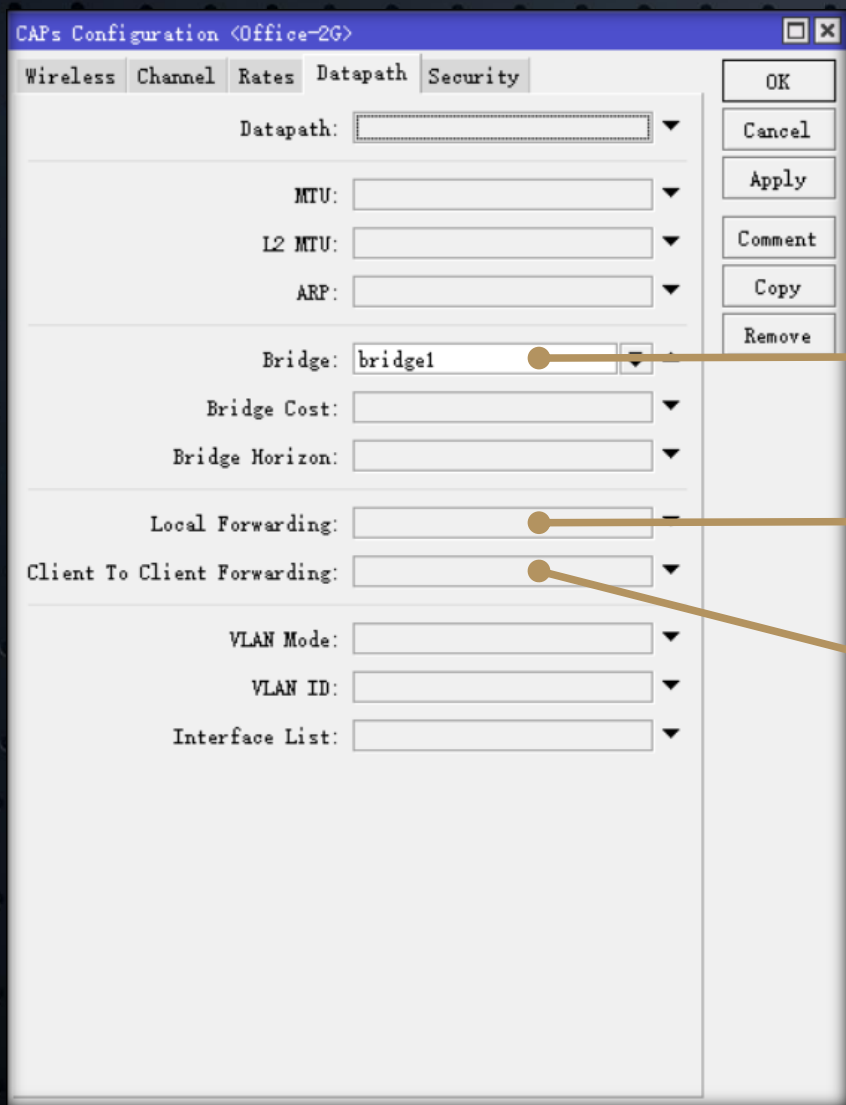 CAPs Configuration <Office-2G>
Wireless Channel Rates Datapath Security
OK
Datapath:
Cancel
Apply
MTU:
L2 MTU:
Comment
ARP:
Copy
Remove
Bridge: bridge1
Bridge Cost:
Bridge Horizon:
Local Forwarding:
Client To Client Forwarding:
VLAN Mode:
VLAN ID:
Interface List: